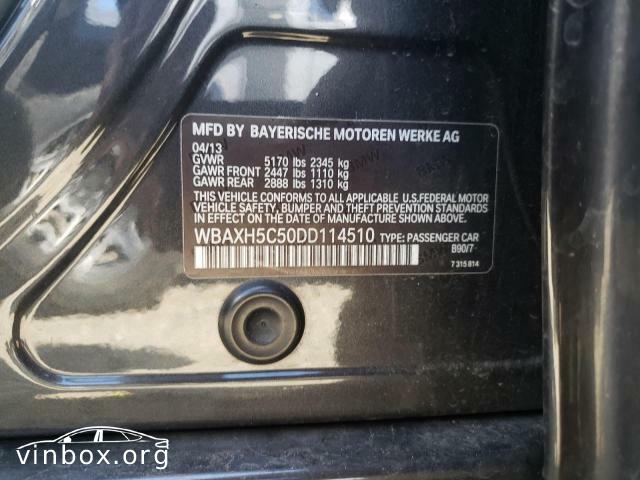 MFD BY BAYERISCHE MOTOREN WERKE AG
04/13
GVWR 5170 lbs 2345 kg
GAWR FRONT 2447 lbs 1110 kg
GAWR REAR 2888 lbs 1310 kg
THIS VEHICLE CONFORMS TO ALL APPLICABLE U.S. FEDERAL MOTOR
VEHICLE SAFETY, BUMPER AND THEFT PREVENTION STANDARDS
IN EFFECT ON THE DATE OF MANUFACTURE SHOWN ABOVE.
WBAXH5C50DD114510 TYPE: PASSENGER CAR
B90/7
7 315 814
vinbox.org